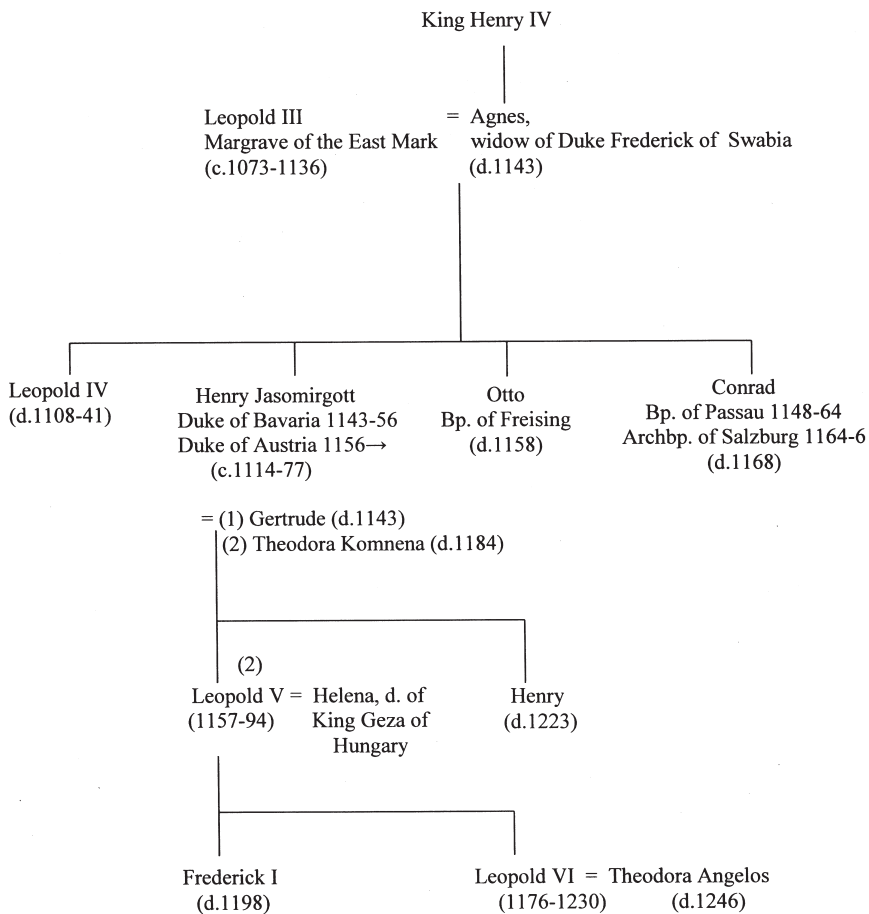 King Henry IV
Leopold III = Agnes,
Margrave of the East Mark widow of Duke Frederick of Swabia
(c.1073-1136) (d.1143)
Leopold IV
(d.1108-41)
Henry Jasomirgott
Duke of Bavaria 1143-56
Duke of Austria 1156→
(c.1114-77)
Otto
Bp. of Freising
(d.1158)
Conrad
Bp. of Passau 1148-64
Archbp. of Salzburg 1164-6
(d.1168)
= (1) Gertrude (d.1143)
(2) Theodora Komnena (d.1184)
(2)
Leopold V = Helena, d. of
(1157-94) King Geza of
Hungary
Henry
(d.1223)
Frederick I
(d.1198)
Leopold VI = Theodora Angelos
(1176-1230) (d.1246)